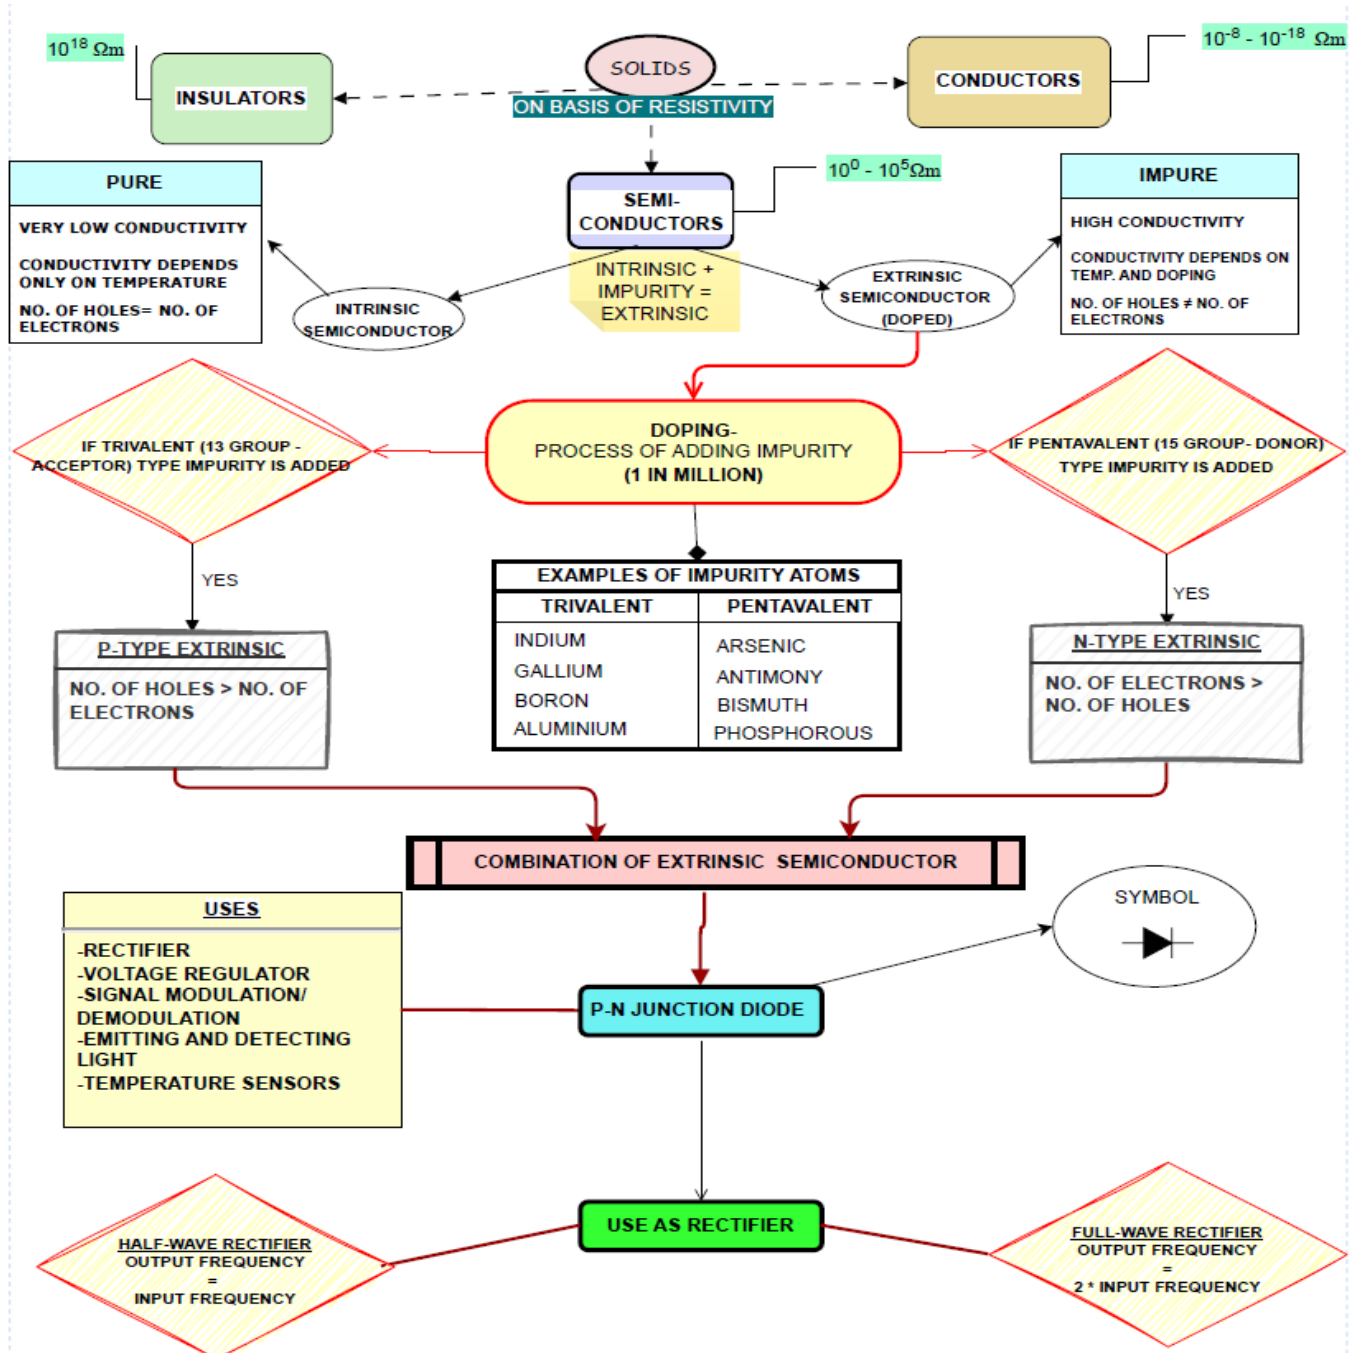 10¹⁸ Ωm
SOLIDS
10⁻⁸ - 10⁻¹⁸ Ωm
INSULATORS
CONDUCTORS
ON BASIS OF RESISTIVITY
PURE
VERY LOW CONDUCTIVITY
CONDUCTIVITY DEPENDS
ONLY ON TEMPERATURE
NO. OF HOLES= NO. OF
ELECTRONS
SEMI-
CONDUCTORS
10⁰ - 10⁵Ωm
IMPURE
HIGH CONDUCTIVITY
CONDUCTIVITY DEPENDS ON
TEMP. AND DOPING
NO. OF HOLES ≠ NO. OF
ELECTRONS
INTRINSIC
SEMICONDUCTOR
INTRINSIC +
IMPURITY =
EXTRINSIC
EXTRINSIC
SEMICONDUCTOR
(DOPED)
IF TRIVALENT (13 GROUP -
ACCEPTOR) TYPE IMPURITY IS ADDED
DOPING-
PROCESS OF ADDING IMPURITY
(1 IN MILLION)
IF PENTAVALENT (15 GROUP- DONOR)
TYPE IMPURITY IS ADDED
YES
YES
EXAMPLES OF IMPURITY ATOMS
TRIVALENT
INDIUM
GALLIUM
BORON
ALUMINIUM
PENTAVALENT
ARSENIC
ANTIMONY
BISMUTH
PHOSPHOROUS
P-TYPE EXTRINSIC
NO. OF HOLES > NO. OF
ELECTRONS
N-TYPE EXTRINSIC
NO. OF ELECTRONS >
NO. OF HOLES
COMBINATION OF EXTRINSIC SEMICONDUCTOR
USES
-RECTIFIER
-VOLTAGE REGULATOR
-SIGNAL MODULATION/
DEMODULATION
-EMITTING AND DETECTING
LIGHT
-TEMPERATURE SENSORS
SYMBOL
P-N JUNCTION DIODE
USE AS RECTIFIER
HALF-WAVE RECTIFIER
OUTPUT FREQUENCY
=
INPUT FREQUENCY
FULL-WAVE RECTIFIER
OUTPUT FREQUENCY
=
2 * INPUT FREQUENCY